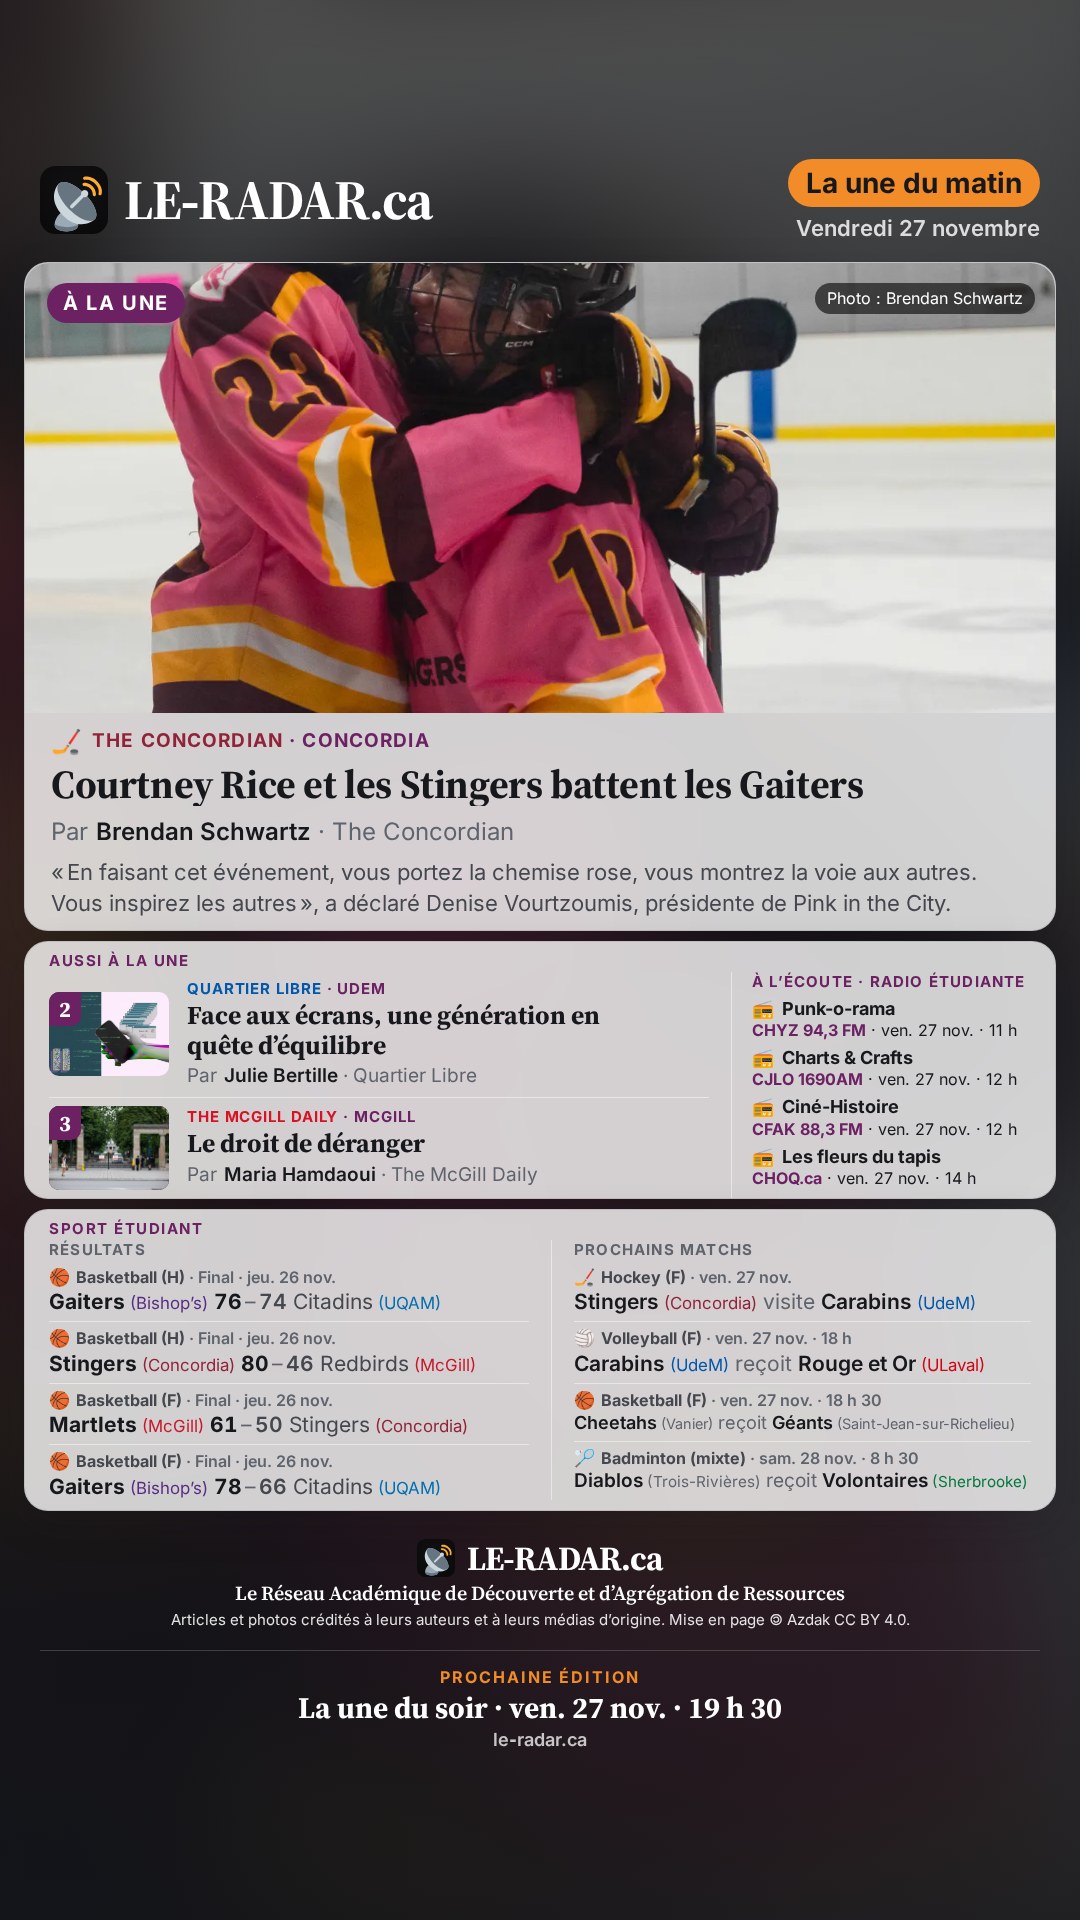 LE-RADAR.ca
La une du matin
Vendredi 27 novembre
À LA UNE
Photo : Brendan Schwartz
23
CCM
12
NGERS
THE CONCORDIAN · CONCORDIA
Courtney Rice et les Stingers battent les Gaiters
Par Brendan Schwartz · The Concordian
« En faisant cet événement, vous portez la chemise rose, vous montrez la voie aux autres.
Vous inspirez les autres », a déclaré Denise Vourtzoumis, présidente de Pink in the City.
AUSSI À LA UNE
2
QUARTIER LIBRE · UDEM
Face aux écrans, une génération en
quête d’équilibre
Par Julie Bertille · Quartier Libre
3
THE MCGILL DAILY · MCGILL
Le droit de déranger
Par Maria Hamdaoui · The McGill Daily
À L’ÉCOUTE · RADIO ÉTUDIANTE
Punk-o-rama
CHYZ 94,3 FM · ven. 27 nov. · 11 h
Charts & Crafts
CJLO 1690AM · ven. 27 nov. · 12 h
Ciné-Histoire
CFAK 88,3 FM · ven. 27 nov. · 12 h
Les fleurs du tapis
CHOQ.ca · ven. 27 nov. · 14 h
SPORT ÉTUDIANT
RÉSULTATS
Basketball (H) · Final · jeu. 26 nov.
Gaiters (Bishop’s) 76 – 74 Citadins (UQAM)
Basketball (H) · Final · jeu. 26 nov.
Stingers (Concordia) 80 – 46 Redbirds (McGill)
Basketball (F) · Final · jeu. 26 nov.
Martlets (McGill) 61 – 50 Stingers (Concordia)
Basketball (F) · Final · jeu. 26 nov.
Gaiters (Bishop’s) 78 – 66 Citadins (UQAM)
PROCHAINS MATCHS
Hockey (F) · ven. 27 nov.
Stingers (Concordia) visite Carabins (UdeM)
Volleyball (F) · ven. 27 nov. · 18 h
Carabins (UdeM) reçoit Rouge et Or (ULaval)
Basketball (F) · ven. 27 nov. · 18 h 30
Cheetahs (Vanier) reçoit Géants (Saint-Jean-sur-Richelieu)
Badminton (mixte) · sam. 28 nov. · 8 h 30
Diablos (Trois-Rivières) reçoit Volontaires (Sherbrooke)
LE-RADAR.ca
Le Réseau Académique de Découverte et d’Agrégation de Ressources
Articles et photos crédités à leurs auteurs et à leurs médias d’origine. Mise en page 🄯 Azdak CC BY 4.0.
PROCHAINE ÉDITION
La une du soir · ven. 27 nov. · 19 h 30
le-radar.ca